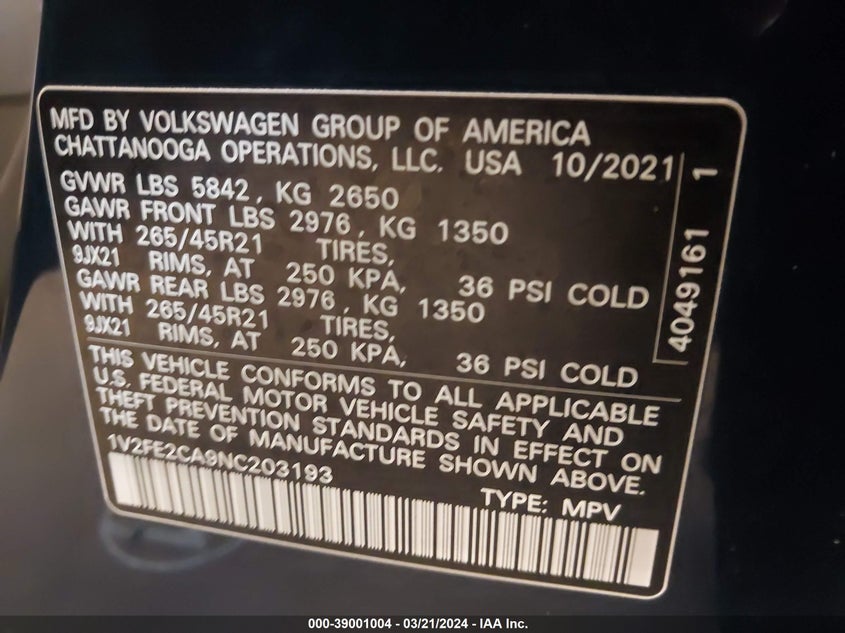 MFD BY VOLKSWAGEN GROUP OF AMERICA
CHATTANOOGA OPERATIONS, LLC. USA 10/2021
GVWR LBS 5842, KG 2650
GAWR FRONT LBS 2976, KG 1350
WITH 265/45R21 TIRES,
9JX21 RIMS, AT 250 KPA, 36 PSI COLD
GAWR REAR LBS 2976, KG 1350
WITH 265/45R21 TIRES,
9JX21 RIMS, AT 250 KPA, 36 PSI COLD
THIS VEHICLE CONFORMS TO ALL APPLICABLE
U.S. FEDERAL MOTOR VEHICLE SAFETY AND
THEFT PREVENTION STANDARDS IN EFFECT ON
THE DATE OF MANUFACTURE SHOWN ABOVE.
1V2FE2CA9NC203193
TYPE: MPV
4049161 1
000-39001004 - 03/21/2024 - IAA Inc.